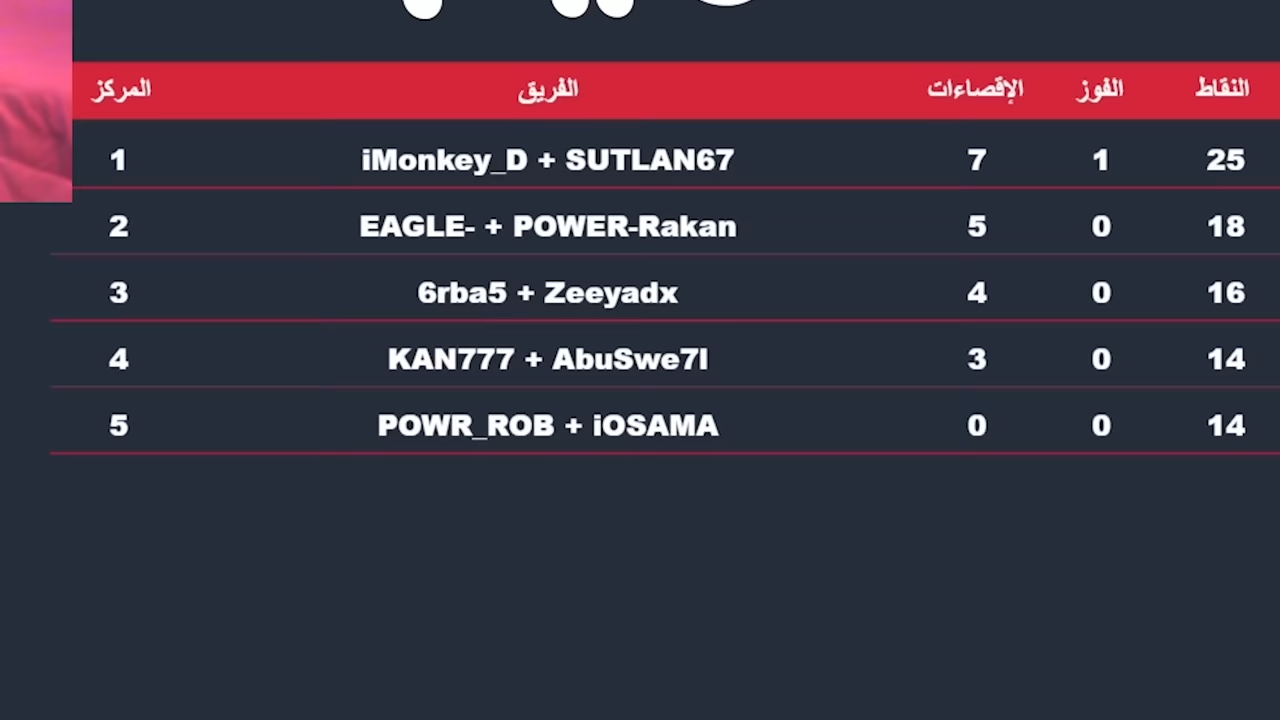 المركز الفريق الإقصاءات الفوز النقاط
1 iMonkey_D + SUTLAN67 7 1 25
2 EAGLE- + POWER-Rakan 5 0 18
3 6rba5 + Zeeyadx 4 0 16
4 KAN777 + AbuSwe7l 3 0 14
5 POWR_ROB + iOSAMA 0 0 14